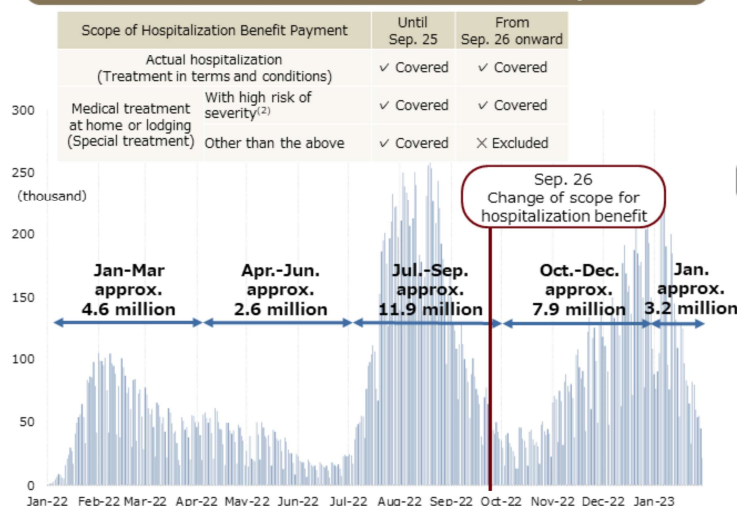 Scope of Hospitalization Benefit Payment
Until
Sep. 25
From
Sep. 26 onward
Actual hospitalization
(Treatment in terms and conditions)
✓ Covered
✓ Covered
Medical treatment
at home or lodging
(Special treatment)
With high risk of
severity(2)
✓ Covered
✓ Covered
Other than the above
✓ Covered
✕ Excluded
300
250
(thousand)
200
150
100
50
0
Sep. 26
Change of scope for
hospitalization benefit
Jan-Mar
approx.
4.6 million
Apr.-Jun.
approx.
2.6 million
Jul.-Sep.
approx.
11.9 million
Oct.-Dec.
approx.
7.9 million
Jan.
approx.
3.2 million
Jan-22 Feb-22 Mar-22 Apr-22 May-22 Jun-22 Jul-22 Aug-22 Sep-22 Oct-22 Nov-22 Dec-22 Jan-23